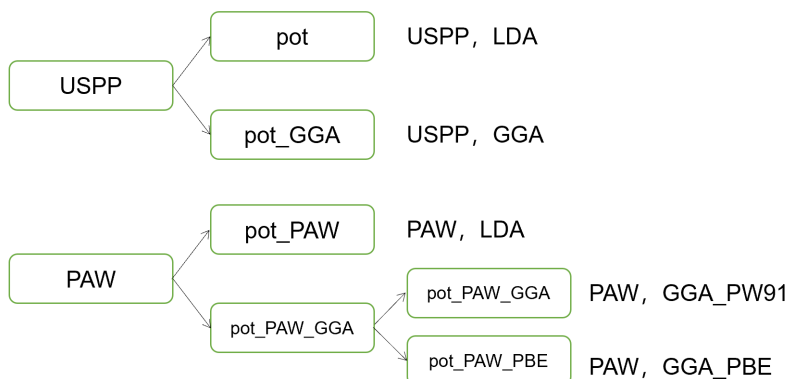 pot
USPP，LDA
USPP
pot_GGA
USPP，GGA
pot_PAW
PAW，LDA
PAW
pot_PAW_GGA
PAW，GGA_PW91
pot_PAW_GGA
pot_PAW_PBE
PAW，GGA_PBE